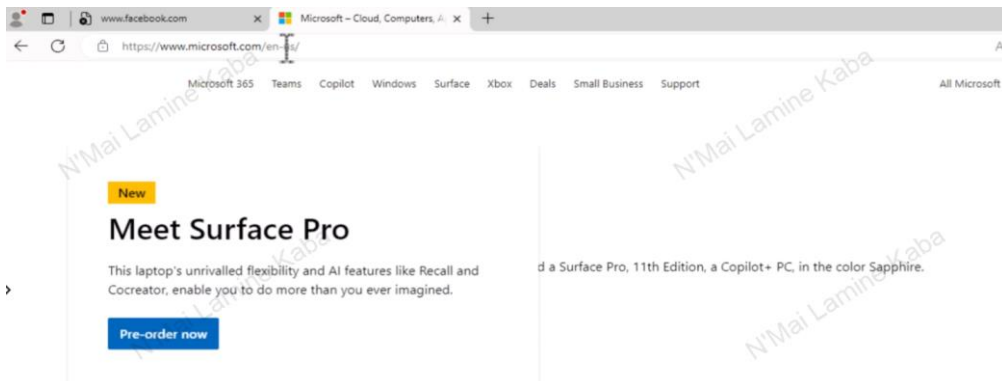 www.facebook.com
Microsoft – Cloud, Computers, A
https://www.microsoft.com/en-us/
Microsoft 365 Teams Copilot Windows Surface Xbox Deals Small Business Support All Microsoft
N'Mai Lamine Kaba
N'Mai Lamine Kaba
New
Meet Surface Pro
This laptop's unrivalled flexibility and AI features like Recall and
Cocreator, enable you to do more than you ever imagined.
d a Surface Pro, 11th Edition, a Copilot+ PC, in the color Sapphire.
Pre-order now
N'Mai Lamine Kaba
N'Mai Lamine Kaba